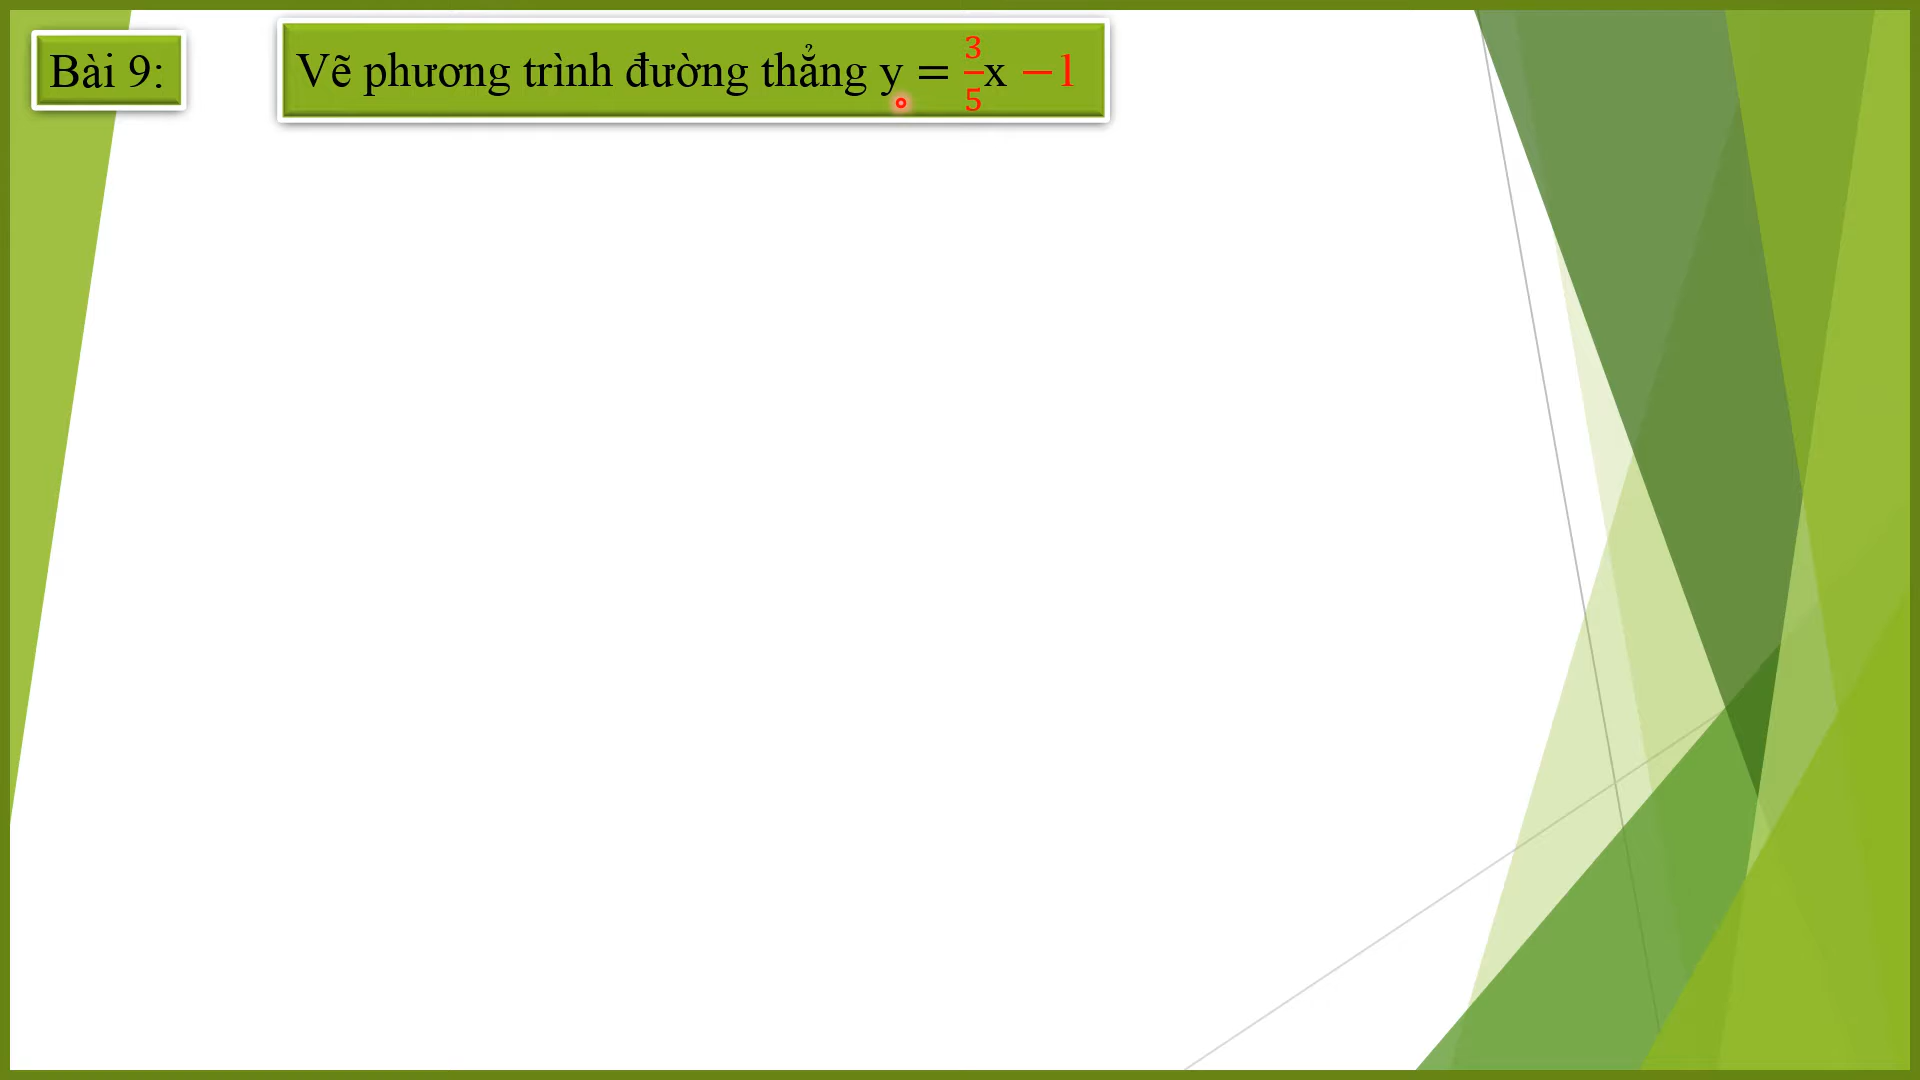 Bài 9:
Vẽ phương trình đường thẳng y = 3/5x −1